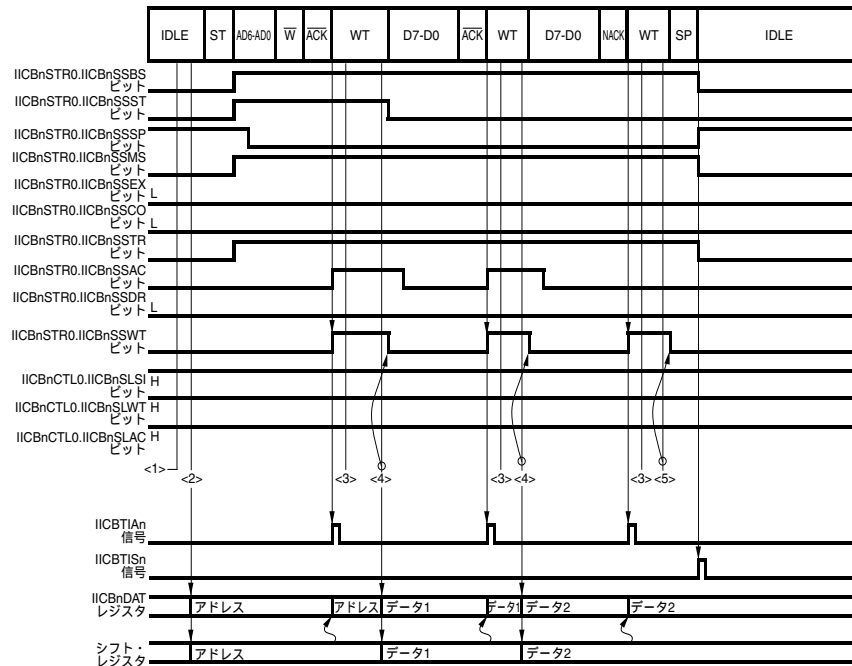 IDLE ST AD6-AD0 W ACK WT D7-D0 ACK WT D7-D0 NACK WT SP IDLE
IICBnSTR0.IICBnSSBS
ビット
IICBnSTR0.IICBnSSST
ビット
IICBnSTR0.IICBnSSSP
ビット
IICBnSTR0.IICBnSSMS
ビット
IICBnSTR0.IICBnSSEX
ビット L
IICBnSTR0.IICBnSSCO
ビット L
IICBnSTR0.IICBnSSTR
ビット
IICBnSTR0.IICBnSSAC
ビット
IICBnSTR0.IICBnSSDR
ビット L
IICBnSTR0.IICBnSSWT
ビット
IICBnCTL0.IICBnSLSI H
ビット
IICBnCTL0.IICBnSLWT H
ビット
IICBnCTL0.IICBnSLAC H
ビット
<1> <2> <3> <4> <3> <4> <3> <5>
IICBTIAn
信号
IICBTISn
信号
IICBnDAT
レジスタ アドレス アドレス データ1 データ1 データ2 データ2
シフト・
レジスタ アドレス データ1 データ2